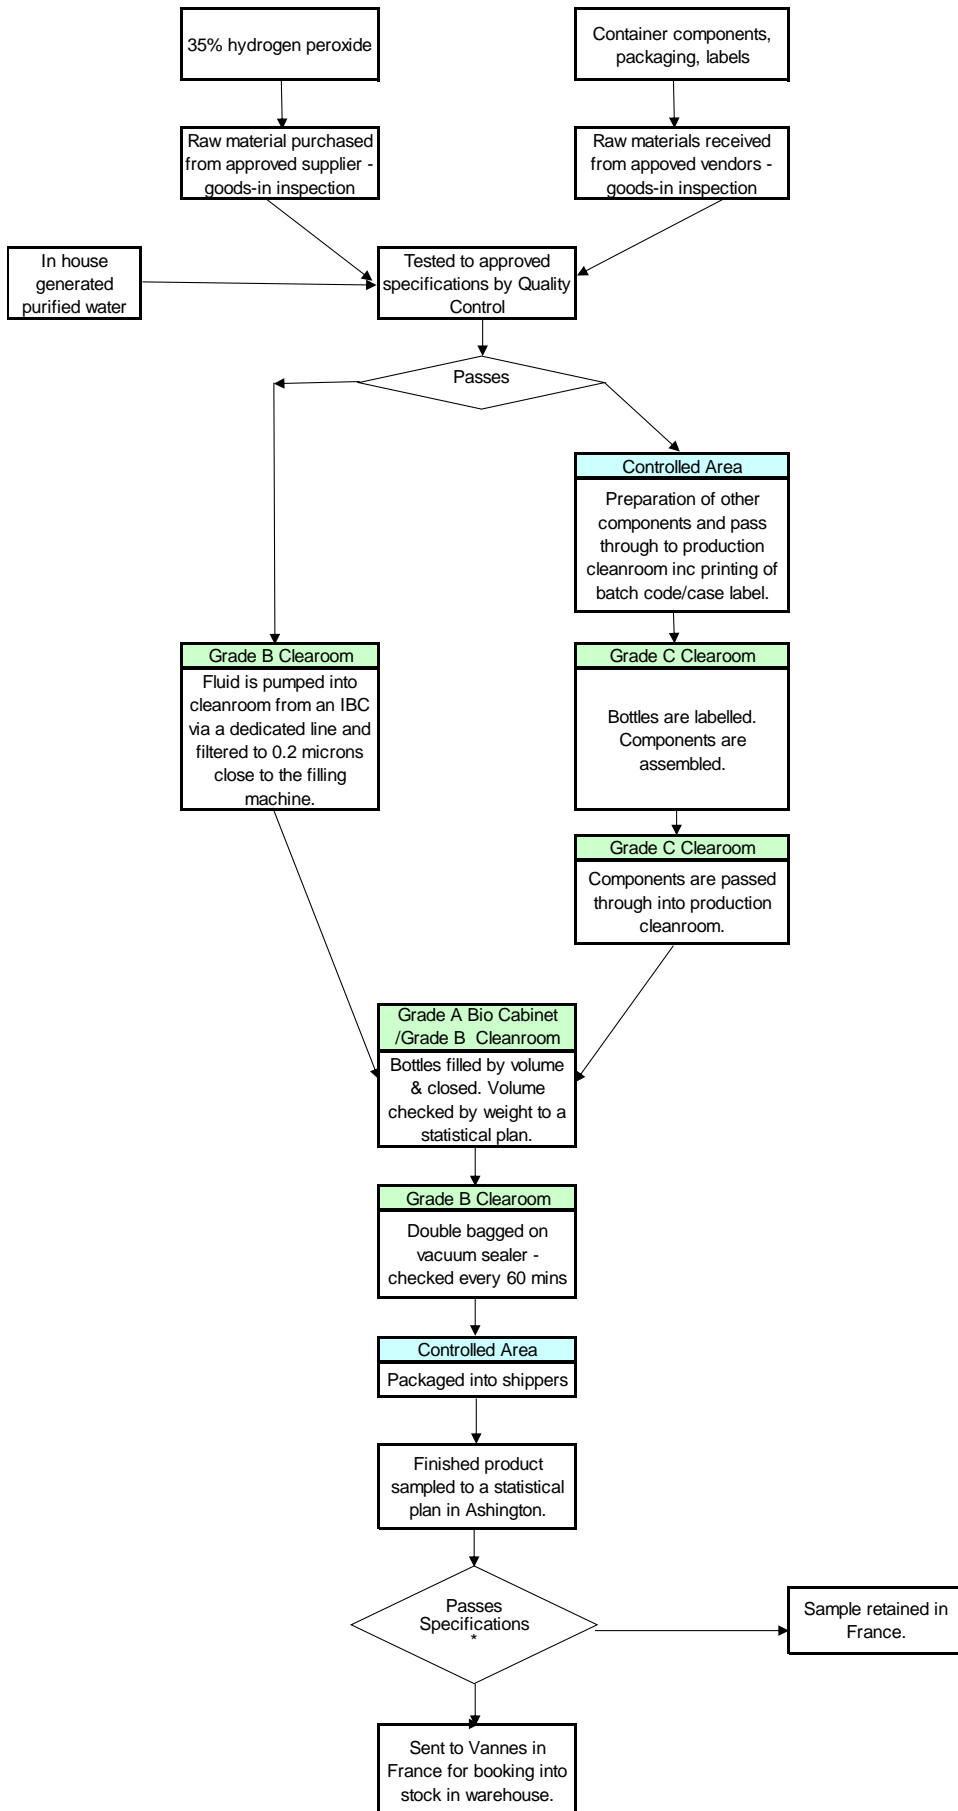 35% hydrogen peroxide
Container components,
packaging, labels
Raw material purchased
from approved supplier -
goods-in inspection
Raw materials received
from appoved vendors -
goods-in inspection
In house
generated
purified water
Tested to approved
specifications by Quality
Control
Passes
Controlled Area
Preparation of other
components and pass
through to production
cleanroom inc printing of
batch code/case label.
Grade B Clearoom
Fluid is pumped into
cleanroom from an IBC
via a dedicated line and
filtered to 0.2 microns
close to the filling
machine.
Grade C Clearoom
Bottles are labelled.
Components are
assembled.
Grade C Clearoom
Components are passed
through into production
cleanroom.
Grade A Bio Cabinet
/Grade B Cleanroom
Bottles filled by volume
& closed. Volume
checked by weight to a
statistical plan.
Grade B Clearoom
Double bagged on
vacuum sealer -
checked every 60 mins
Controlled Area
Packaged into shippers
Finished product
sampled to a statistical
plan in Ashington.
Passes
Specifications
*
Sample retained in
France.
Sent to Vannes in
France for booking into
stock in warehouse.